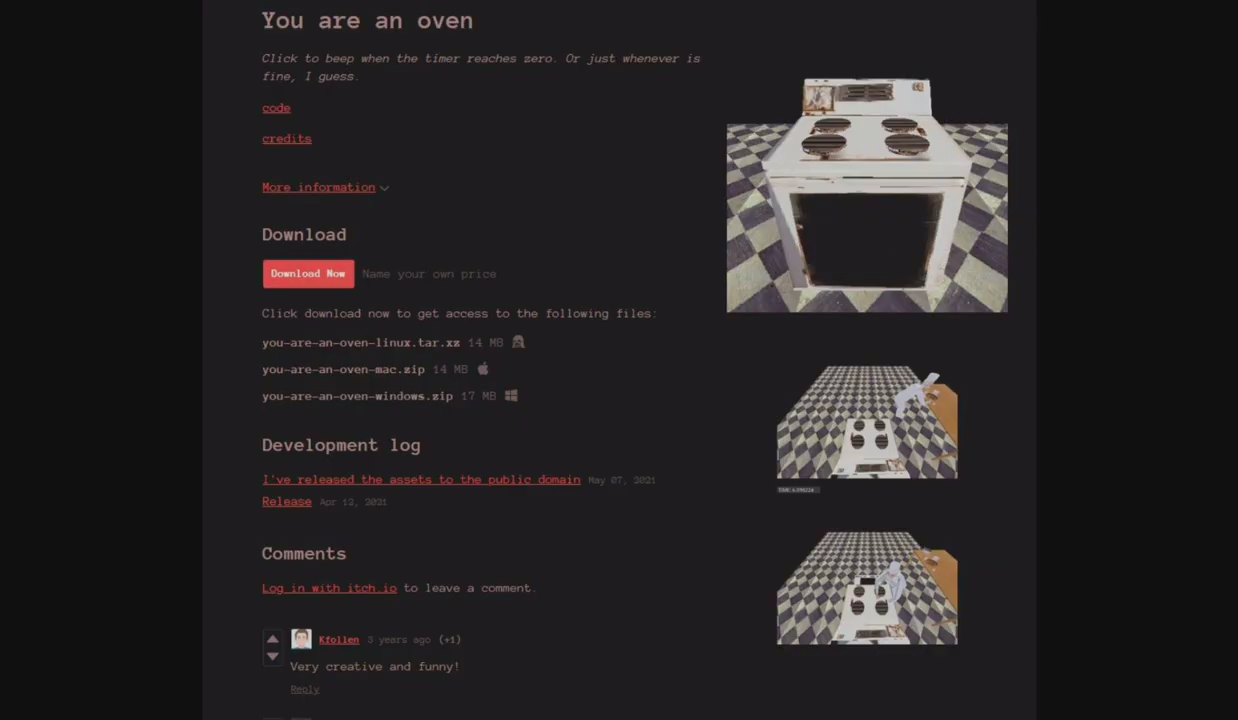 You are an oven
Click to beep when the timer reaches zero. Or just whenever is
fine, I guess.
code
credits
More information
Download
Download Now Name your own price
Click download now to get access to the following files:
you-are-an-oven-linux.tar.xz 14 MB
you-are-an-oven-mac.zip 14 MB
you-are-an-oven-windows.zip 17 MB
Development log
I've released the assets to the public domain May 07, 2021
Release Apr 13, 2021
Comments
Log in with itch.io to leave a comment.
Kfollen 3 years ago (+1)
Very creative and funny!
Reply